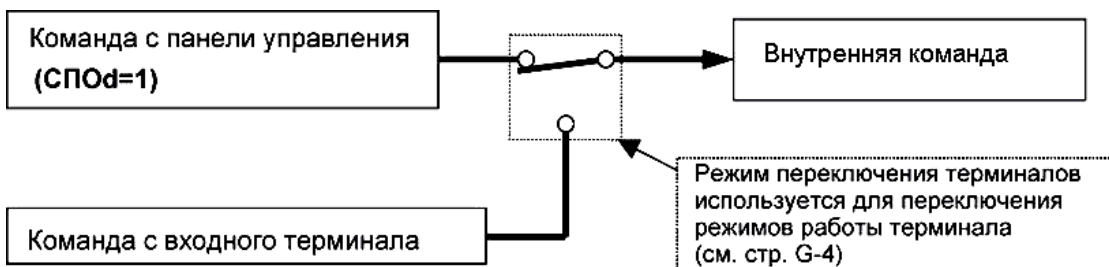 Команда с панели управления
(СПОd=1)
Внутренняя команда
Команда с входного терминала
Режим переключения терминалов
используется для переключения
режимов работы терминала
(см. стр. G-4)